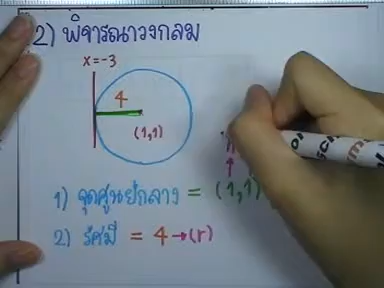 2) พิจารณาวงกลม
x = -3
4
(1,1)
1) จุดศูนย์กลาง = (1,1)
2) รัศมี = 4 → (r)